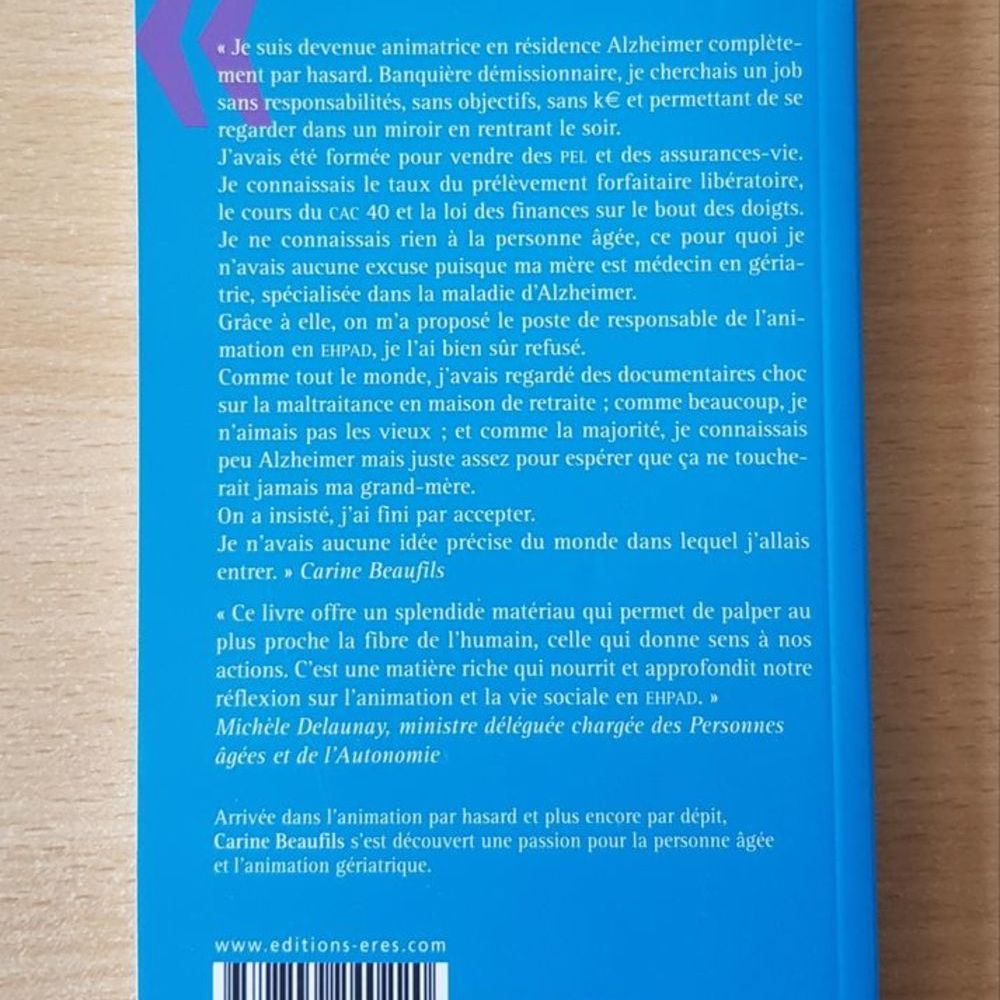 « Je suis devenue animatrice en résidence Alzheimer complète-
ment par hasard. Banquière démissionnaire, je cherchais un job
sans responsabilités, sans objectifs, sans k€ et permettant de se
regarder dans un miroir en rentrant le soir.
J'avais été formée pour vendre des PEL et des assurances-vie.
Je connaissais le taux du prélèvement forfaitaire libératoire,
le cours du CAC 40 et la loi des finances sur le bout des doigts.
Je ne connaissais rien à la personne âgée, ce pour quoi je
n'avais aucune excuse puisque ma mère est médecin en géria-
trie, spécialisée dans la maladie d'Alzheimer.
Grâce à elle, on m'a proposé le poste de responsable de l'ani-
mation en EHPAD, je l'ai bien sûr refusé.
Comme tout le monde, j'avais regardé des documentaires choc
sur la maltraitance en maison de retraite ; comme beaucoup, je
n'aimais pas les vieux ; et comme la majorité, je connaissais
peu Alzheimer mais juste assez pour espérer que ça ne touche-
rait jamais ma grand-mère.
On a insisté, j'ai fini par accepter.
Je n'avais aucune idée précise du monde dans lequel j'allais
entrer. » Carine Beaufils
« Ce livre offre un splendide matériau qui permet de palper au
plus proche la fibre de l'humain, celle qui donne sens à nos
actions. C'est une matière riche qui nourrit et approfondit notre
réflexion sur l'animation et la vie sociale en EHPAD. »
Michèle Delaunay, ministre déléguée chargée des Personnes
âgées et de l'Autonomie
Arrivée dans l'animation par hasard et plus encore par dépit,
Carine Beaufils s'est découvert une passion pour la personne âgée
et l'animation gériatrique.
www.editions-eres.com